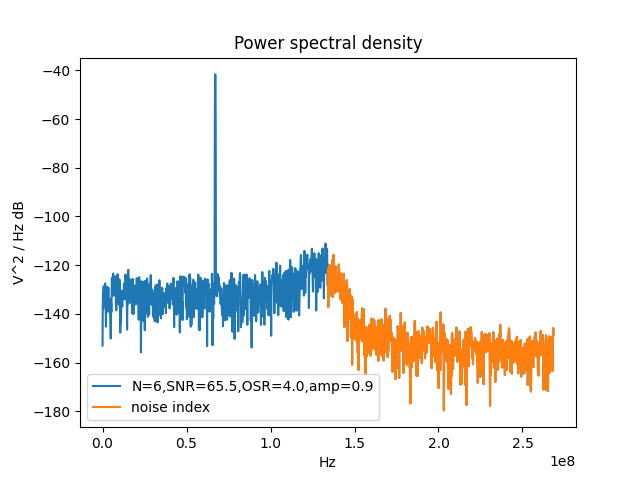 Power spectral density
V^2 / Hz dB
−40
−60
−80
−100
−120
−140
−160
−180
N=6,SNR=65.5,OSR=4.0,amp=0.9
noise index
0.0 0.5 1.0 1.5 2.0 2.5
1e8
Hz